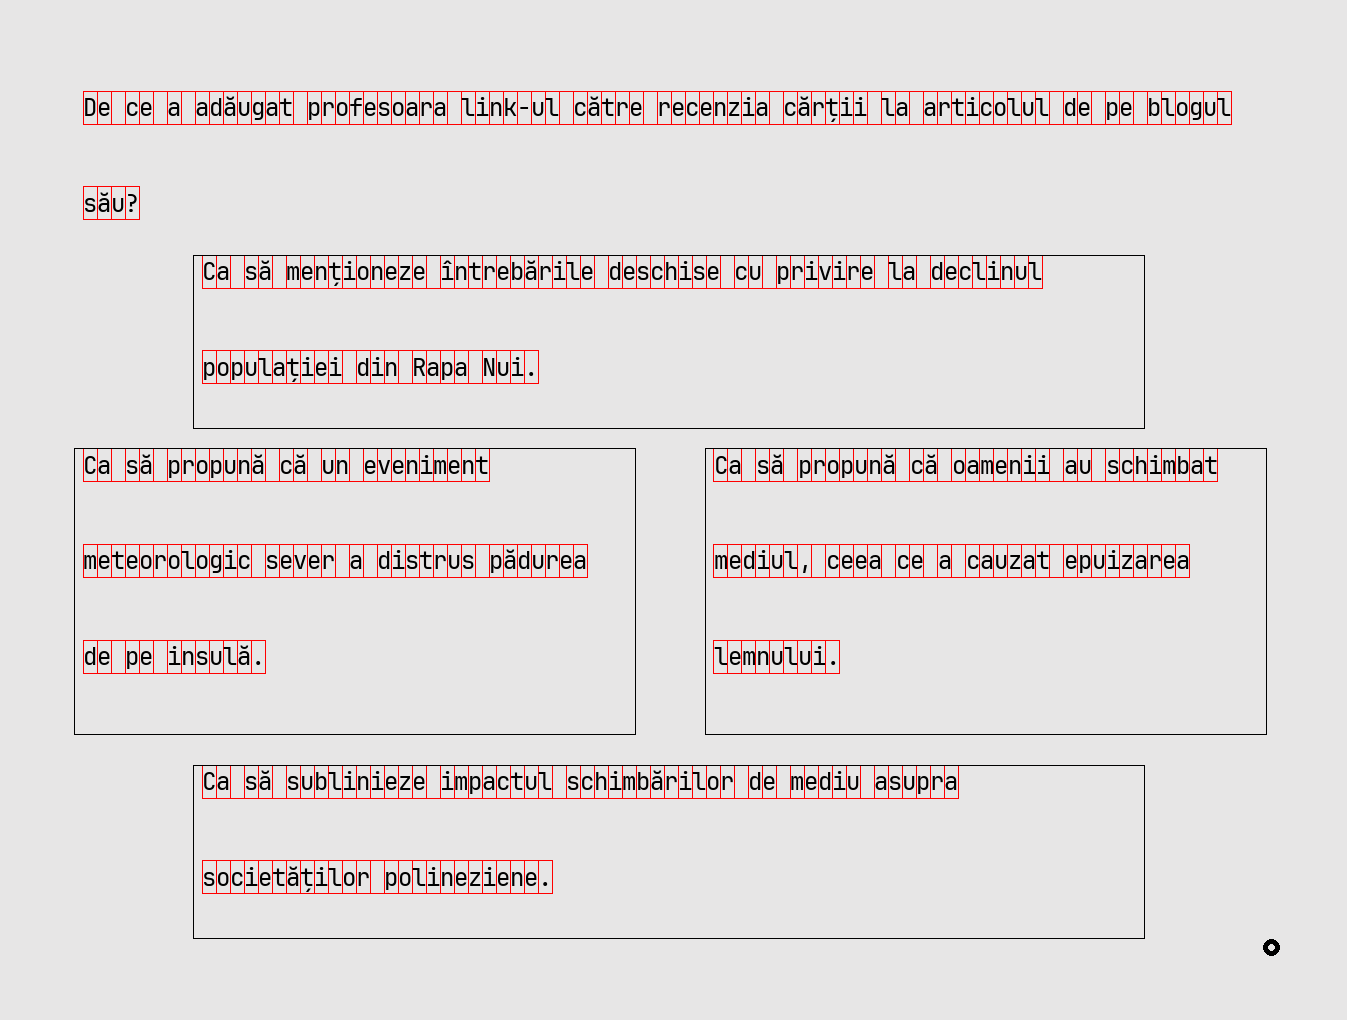 De ce a adăugat profesoara link-ul către recenzia cărții la articolul de pe blogul
său?
Ca să menționeze întrebările deschise cu privire la declinul
populației din Rapa Nui.
Ca să propună că un eveniment
meteorologic sever a distrus pădurea
de pe insulă.
Ca să propună că oamenii au schimbat
mediul, ceea ce a cauzat epuizarea
lemnului.
Ca să sublinieze impactul schimbărilor de mediu asupra
societăților polineziene.